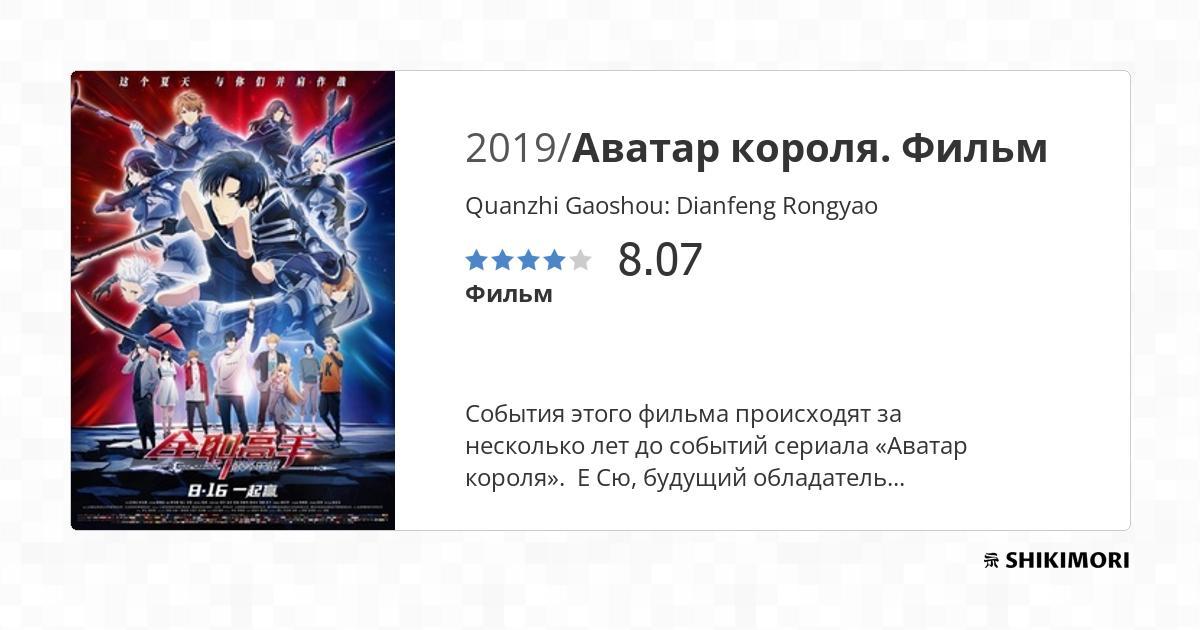 这个夏天 与你们并肩作战
全职高手
8·16 一起赢
2019/Аватар короля. Фильм
Quanzhi Gaoshou: Dianfeng Rongyao
8.07
Фильм
События этого фильма происходят за
несколько лет до событий сериала «Аватар
короля». Е Сю, будущий обладатель...
SHIKIMORI